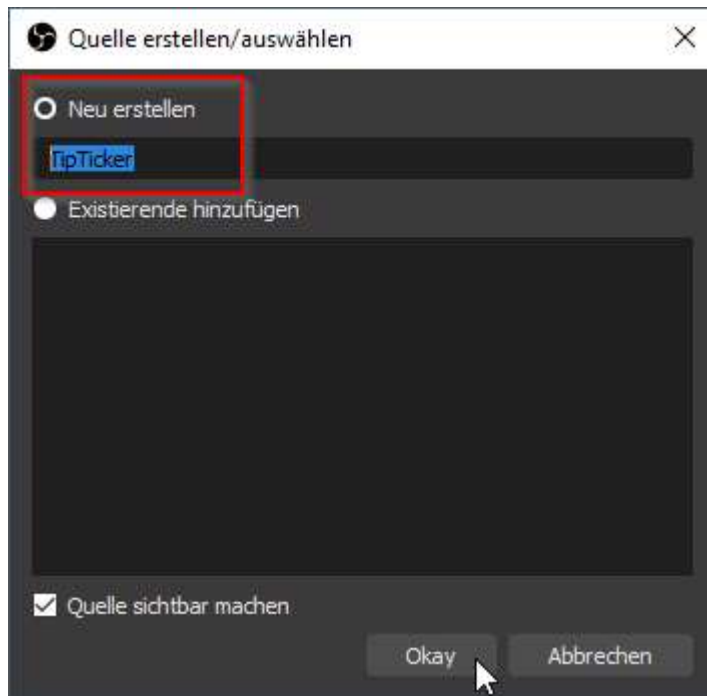 Quelle erstellen/auswählen
Neu erstellen
TipTicker
Existierende hinzufügen
Quelle sichtbar machen
Okay
Abbrechen